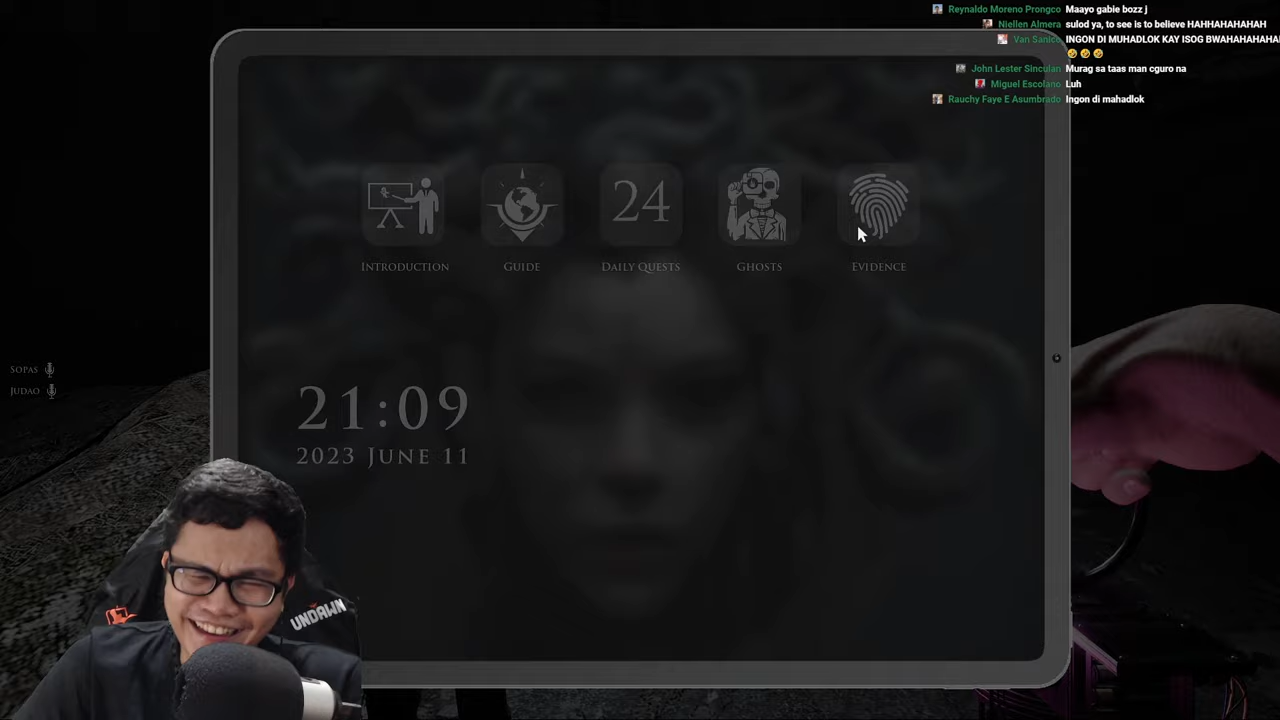 Reynaldo Moreno Prongco Maayo gabie bozz j
Niellen Almera sulod ya, to see is to believe HAHHAHAHAHAH
Van Sanico INGON DI MUHADLOK KAY ISOG BWAHAHAHAHA
🤣🤣🤣
John Lester Sinculan Murag sa taas man cguro na
Miguel Escolano Luh
Rauchy Faye E Asumbrado Ingon di mahadlok
24
INTRODUCTION
GUIDE
DAILY QUESTS
GHOSTS
EVIDENCE
SOPAS
JUDAO
21:09
2023 JUNE 11
UNDAWN